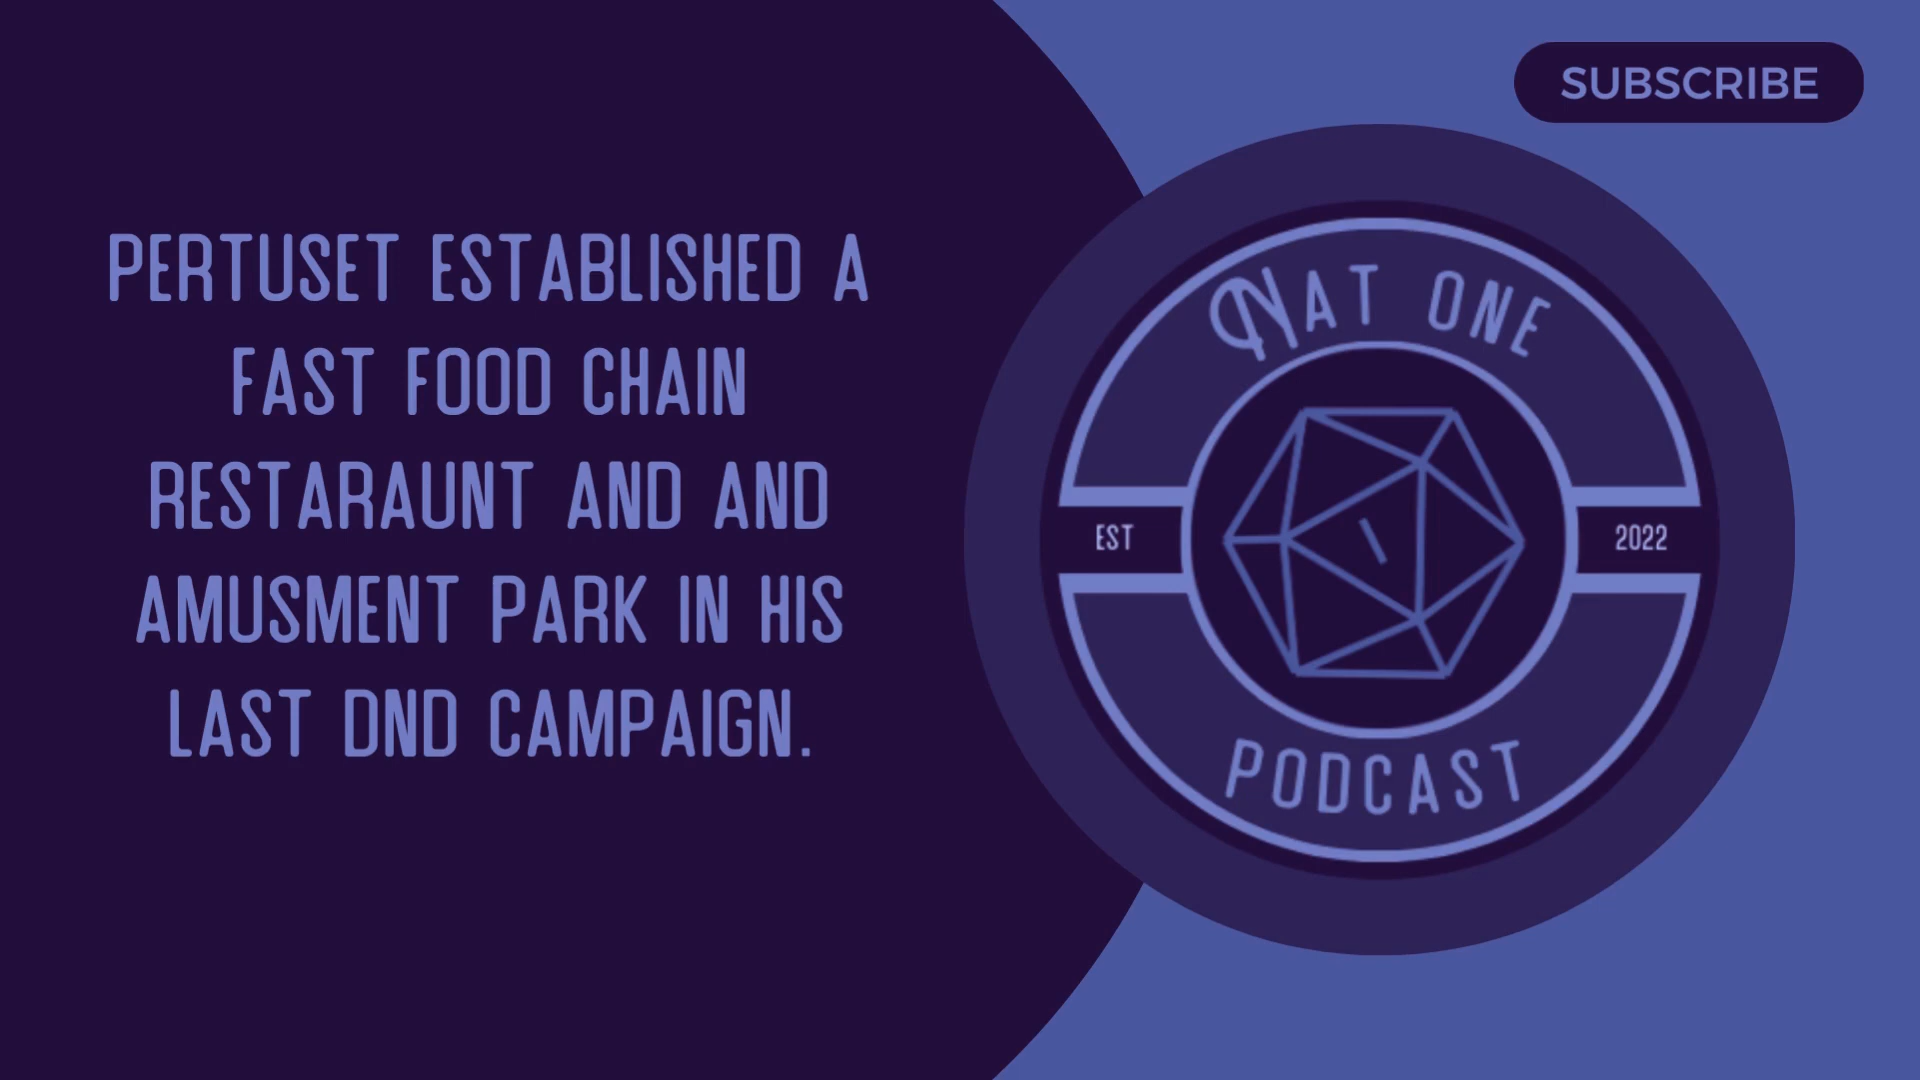 SUBSCRIBE
PERTUSET ESTABLISHED A
FAST FOOD CHAIN
RESTARAUNT AND AND
AMUSMENT PARK IN HIS
LAST DND CAMPAIGN.
NAT ONE
EST
2022
PODCAST